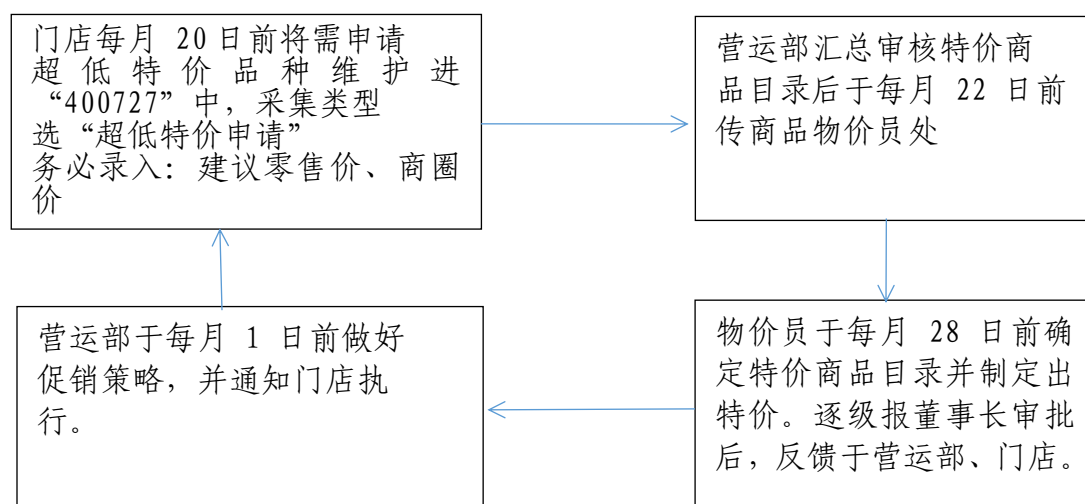 门店每月 20日前将需申请
超低特价品种维护进
“400727”中，采集类型
选“超低特价申请”
务必录入：建议零售价、商圈
价
营运部汇总审核特价商
品目录后于每月 22 日前
传商品物价员处
物价员于每月 28 日前确
定特价商品目录并制定出
特价。逐级报董事长审批
后，反馈于营运部、门店。
营运部于每月 1 日前做好
促销策略，并通知门店执
行。